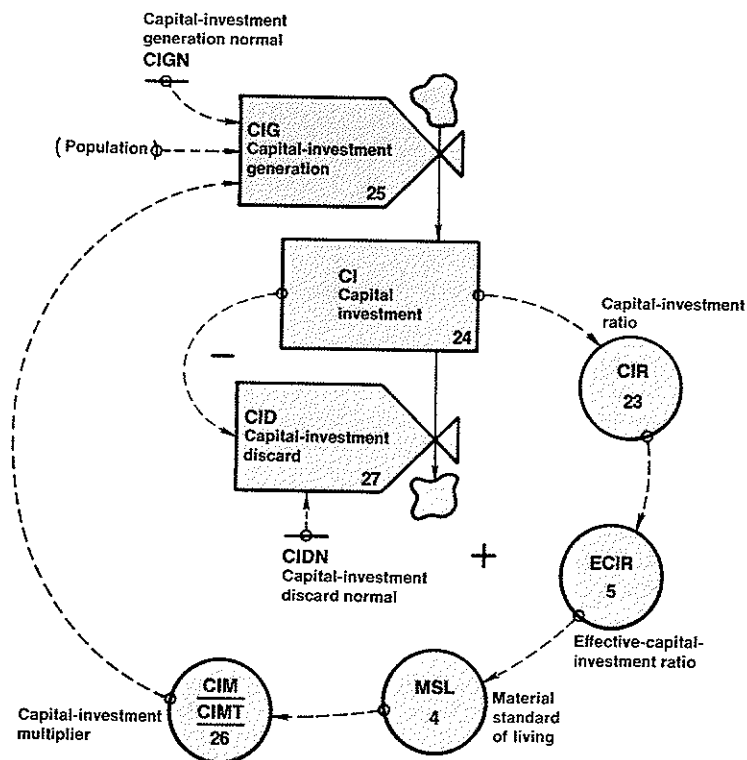 Capital-investment
generation normal
CIGN
CIG
Capital-investment
generation
25
(Population)
CI
Capital
investment
24
Capital-investment
ratio
CIR
23
−
CID
Capital-investment
discard
27
CIDN
Capital-investment
discard normal
+
ECIR
5
Effective-capital-
investment ratio
MSL
4
Material
standard
of living
CIM
CIMT
26
Capital-investment
multiplier